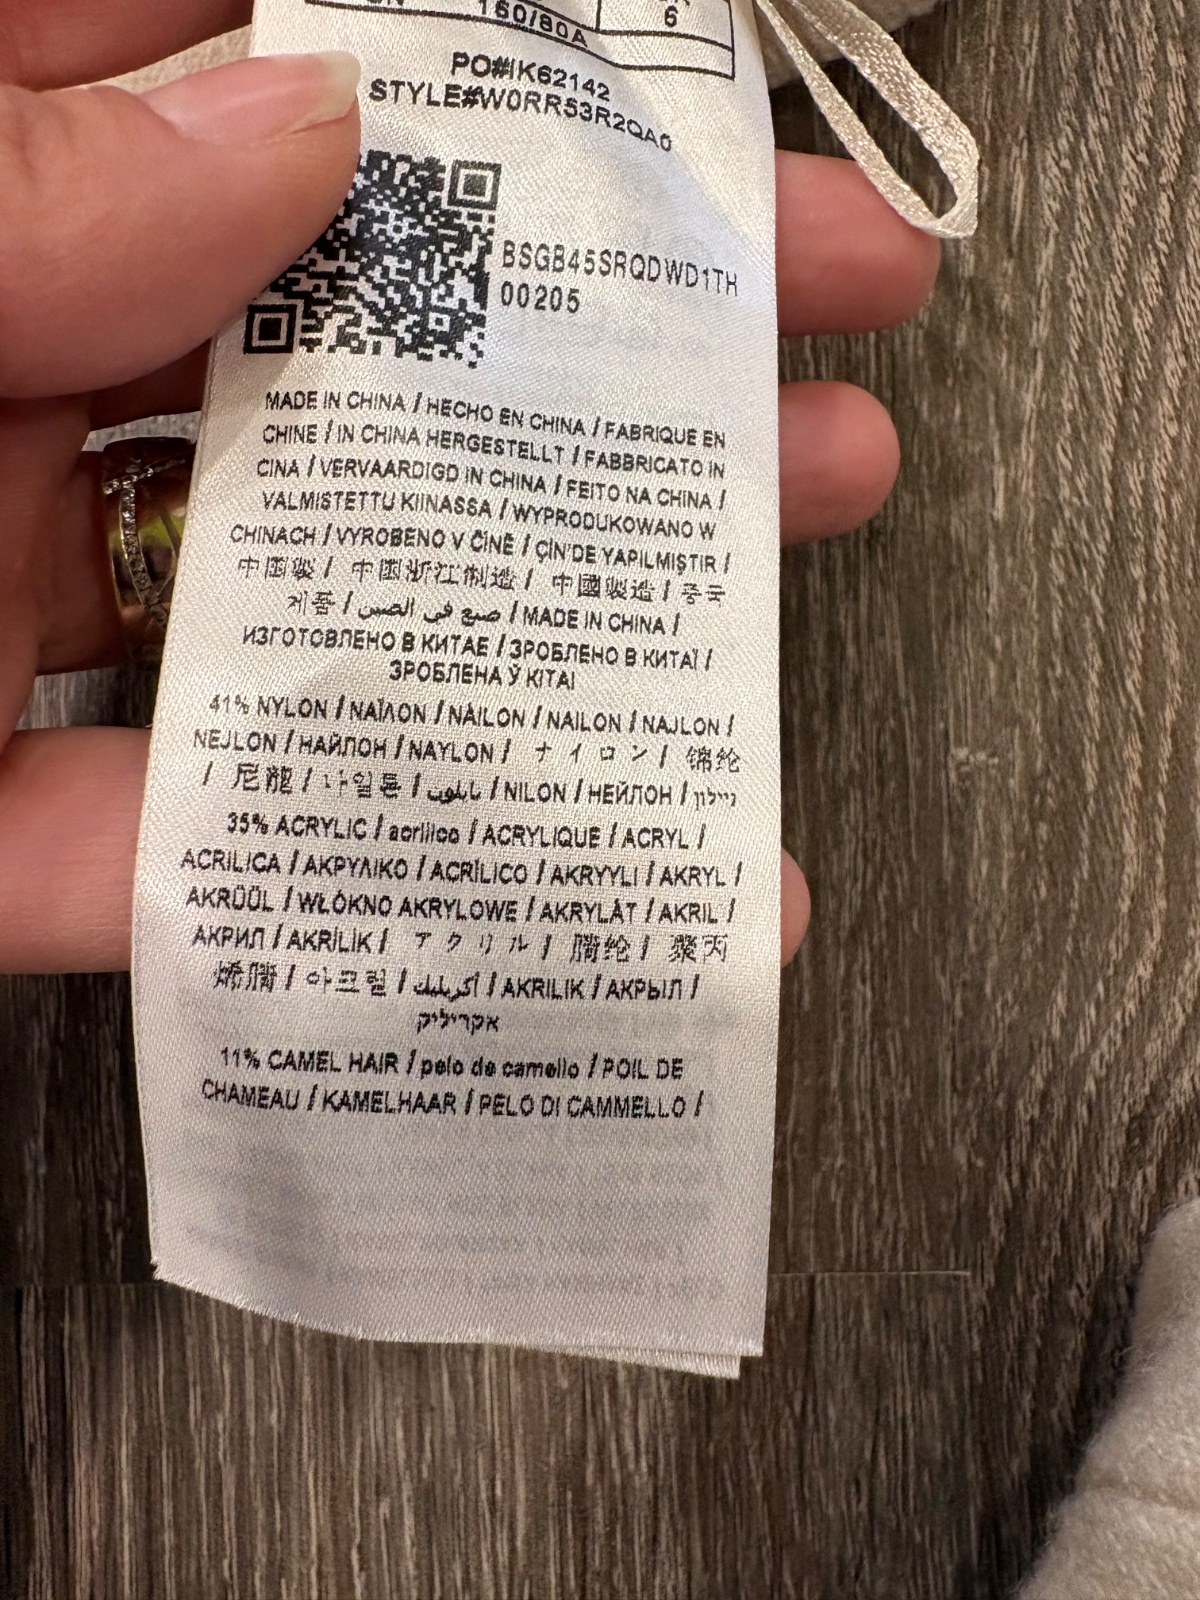 160/80A 6
PO#IK62142
STYLE#W0RR53R2QA0
BSGB45SRQDWD1TH
00205
MADE IN CHINA / HECHO EN CHINA / FABRIQUE EN
CHINE / IN CHINA HERGESTELLT / FABBRICATO IN
CINA / VERVAARDIGD IN CHINA / FEITO NA CHINA /
VALMISTETTU KIINASSA / WYPRODUKOWANO W
CHINACH / VYROBENO V ČÍNĚ / ÇİN'DE YAPILMIŞTIR /
中国製 / 中国浙江制造 / 中國製造 / 중국
제품 / صنع في الصين / MADE IN CHINA /
ИЗГОТОВЛЕНО В КИТАЕ / ЗРОБЛЕНО В КИТАЇ /
ЗРОБЛЕНА Ў КІТАІ
41% NYLON / ΝΑΪΛΟΝ / NÁILON / NAILON / NAJLON /
NEJLON / НАЙЛОН / NAYLON / ナイロン / 锦纶
/ 尼龍 / 나일론 / نايلون / NILON / НЕЙЛОН / ניילון
35% ACRYLIC / acrílico / ACRYLIQUE / ACRYL /
ACRILICA / ΑΚΡΥΛΙΚΟ / ACRÍLICO / AKRYYLI / AKRYL /
AKRÜÜL / WŁÓKNO AKRYLOWE / AKRYLÁT / AKRIL /
АКРИЛ / AKRİLİK / アクリル / 腈纶 / 聚丙
烯腈 / 아크릴 / اكريليك / AKRILIK / АКРЫЛ /
אקריליק
11% CAMEL HAIR / pelo de camello / POIL DE
CHAMEAU / KAMELHAAR / PELO DI CAMMELLO /